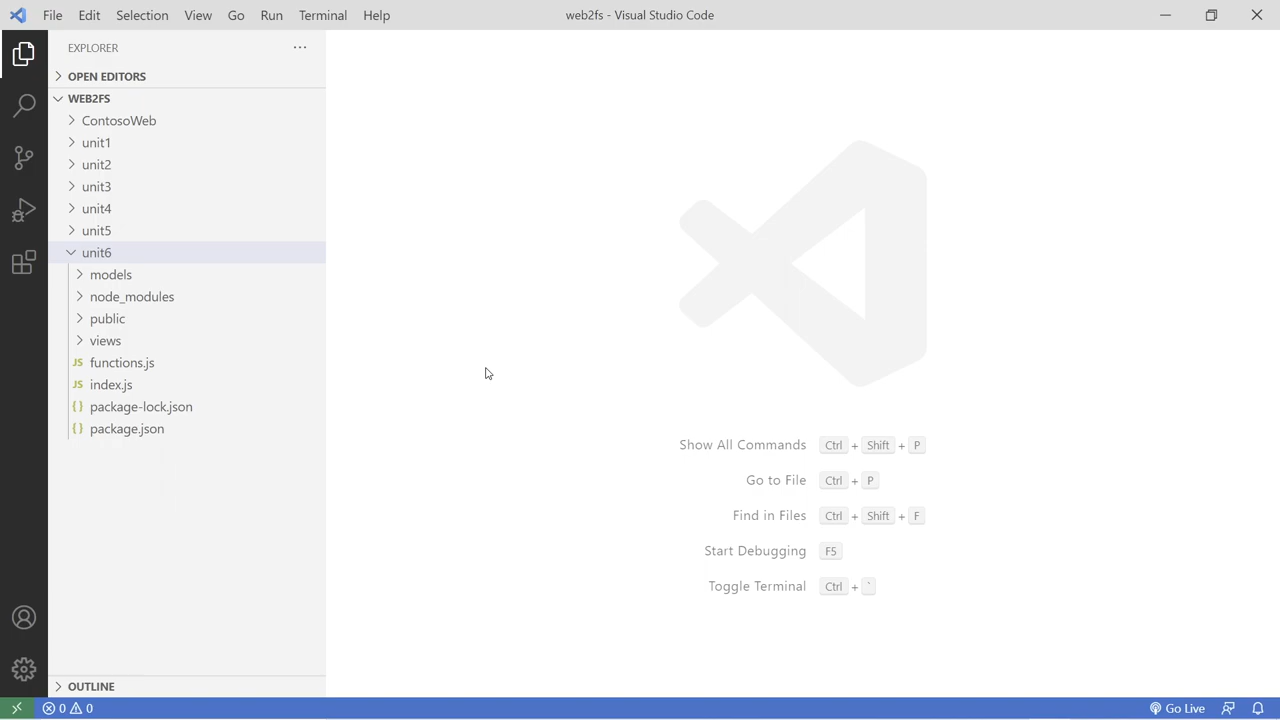 File Edit Selection View Go Run Terminal Help web2fs - Visual Studio Code
EXPLORER
OPEN EDITORS
WEB2FS
ContosoWeb
unit1
unit2
unit3
unit4
unit5
unit6
models
node_modules
public
views
JS functions.js
JS index.js
{ } package-lock.json
{ } package.json
OUTLINE
Show All Commands Ctrl + Shift + P
Go to File Ctrl + P
Find in Files Ctrl + Shift + F
Start Debugging F5
Toggle Terminal Ctrl + `
0 0 Go Live